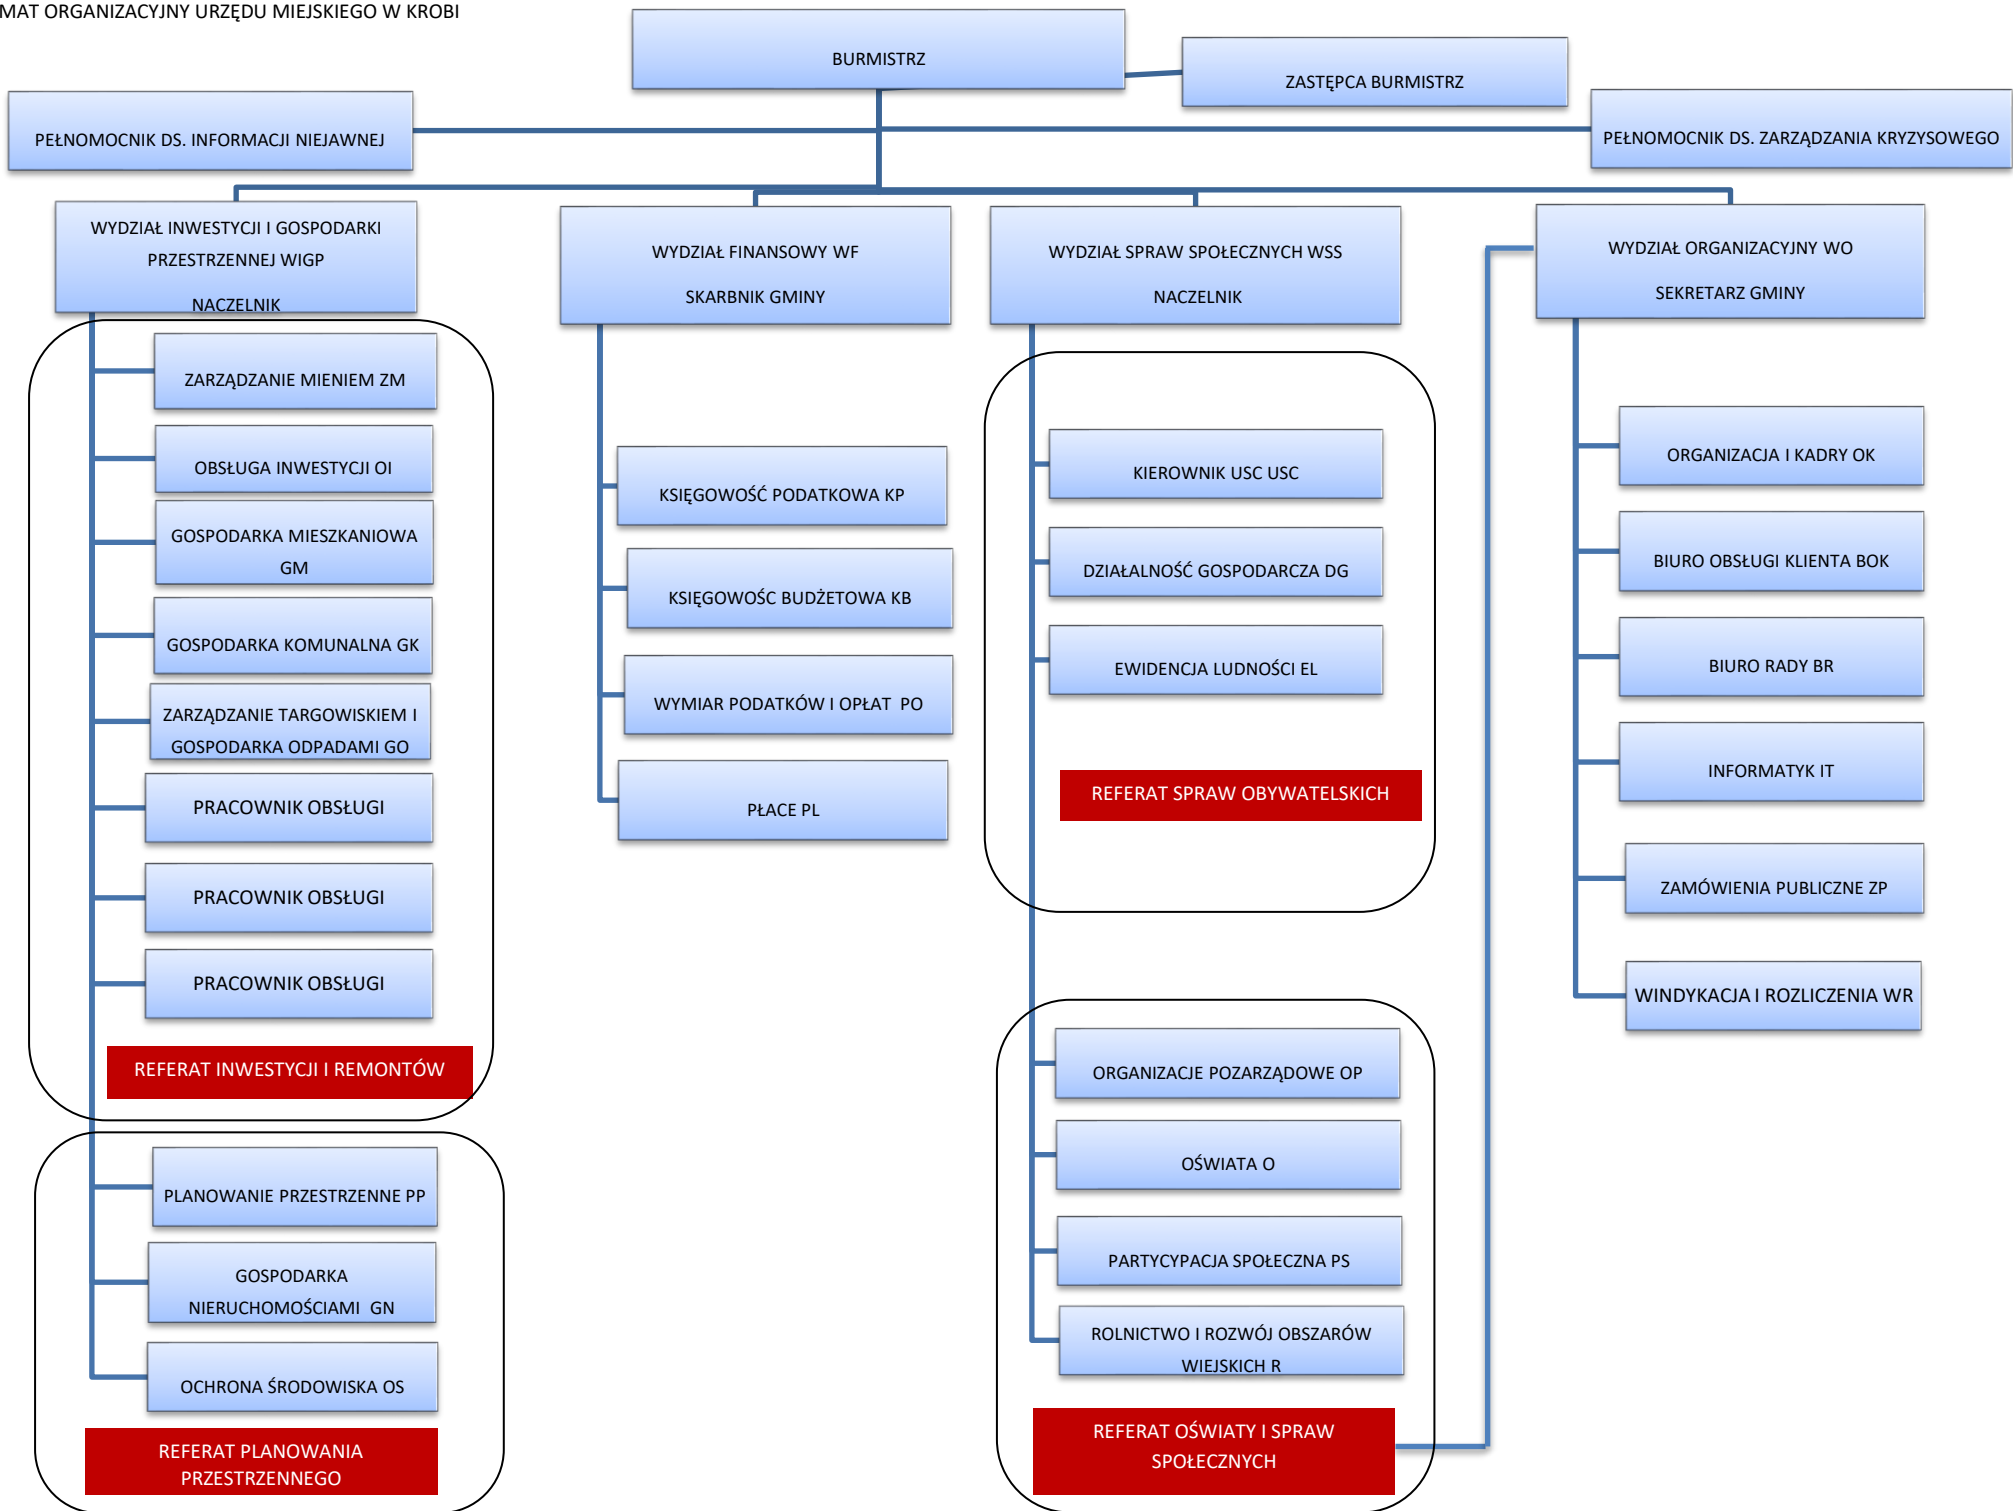 MAT ORGANIZACYJNY URZĘDU MIEJSKIEGO W KROBI
BURMISTRZ
ZASTĘPCA BURMISTRZ
PEŁNOMOCNIK DS. INFORMACJI NIEJAWNEJ
PEŁNOMOCNIK DS. ZARZĄDZANIA KRYZYSOWEGO
WYDZIAŁ INWESTYCJI I GOSPODARKI
PRZESTRZENNEJ WIGP
NACZELNIK
ZARZĄDZANIE MIENIEM ZM
OBSŁUGA INWESTYCJI OI
GOSPODARKA MIESZKANIOWA
GM
GOSPODARKA KOMUNALNA GK
ZARZĄDZANIE TARGOWISKIEM I
GOSPODARKA ODPADAMI GO
PRACOWNIK OBSŁUGI
PRACOWNIK OBSŁUGI
PRACOWNIK OBSŁUGI
REFERAT INWESTYCJI I REMONTÓW
PLANOWANIE PRZESTRZENNE PP
GOSPODARKA
NIERUCHOMOŚCIAMI GN
OCHRONA ŚRODOWISKA OS
REFERAT PLANOWANIA
PRZESTRZENNEGO
WYDZIAŁ FINANSOWY WF
SKARBNIK GMINY
KSIĘGOWOŚĆ PODATKOWA KP
KSIĘGOWOŚC BUDŻETOWA KB
WYMIAR PODATKÓW I OPŁAT PO
PŁACE PL
WYDZIAŁ SPRAW SPOŁECZNYCH WSS
NACZELNIK
KIEROWNIK USC USC
DZIAŁALNOŚĆ GOSPODARCZA DG
EWIDENCJA LUDNOŚCI EL
REFERAT SPRAW OBYWATELSKICH
ORGANIZACJE POZARZĄDOWE OP
OŚWIATA O
PARTYCYPACJA SPOŁECZNA PS
ROLNICTWO I ROZWÓJ OBSZARÓW
WIEJSKICH R
REFERAT OŚWIATY I SPRAW
SPOŁECZNYCH
WYDZIAŁ ORGANIZACYJNY WO
SEKRETARZ GMINY
ORGANIZACJA I KADRY OK
BIURO OBSŁUGI KLIENTA BOK
BIURO RADY BR
INFORMATYK IT
ZAMÓWIENIA PUBLICZNE ZP
WINDYKACJA I ROZLICZENIA WR